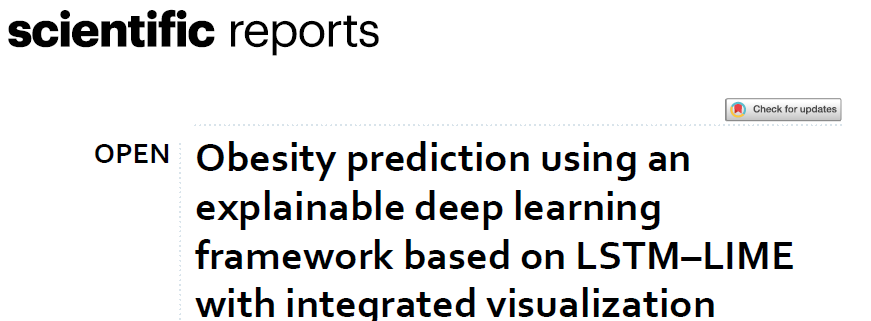 scientific reports
Check for updates
OPEN
Obesity prediction using an
explainable deep learning
framework based on LSTM–LIME
with integrated visualization